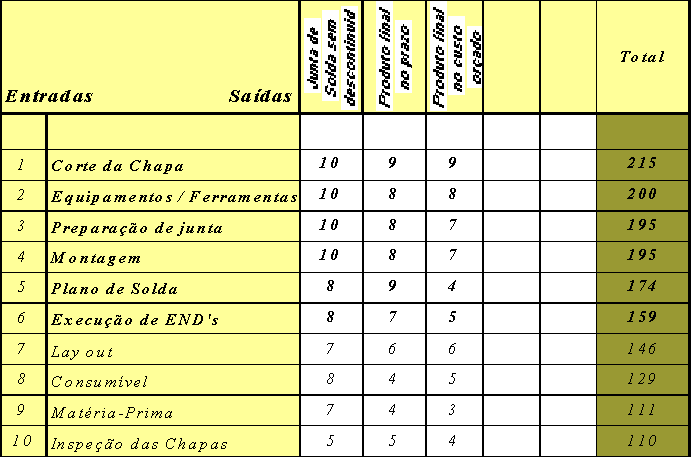 Junta de
Solda sem
descontinuid
Produto final
no prazo
Produto final
no custo
orçado
Total
Entradas Saídas
1 Corte da Chapa 10 9 9 215
2 Equipamentos / Ferramentas 10 8 8 200
3 Preparação de junta 10 8 7 195
4 Montagem 10 8 7 195
5 Plano de Solda 8 9 4 174
6 Execução de END's 8 7 5 159
7 Lay out 7 6 6 146
8 Consumível 8 4 5 129
9 Matéria-Prima 7 4 3 111
10 Inspeção das Chapas 5 5 4 110